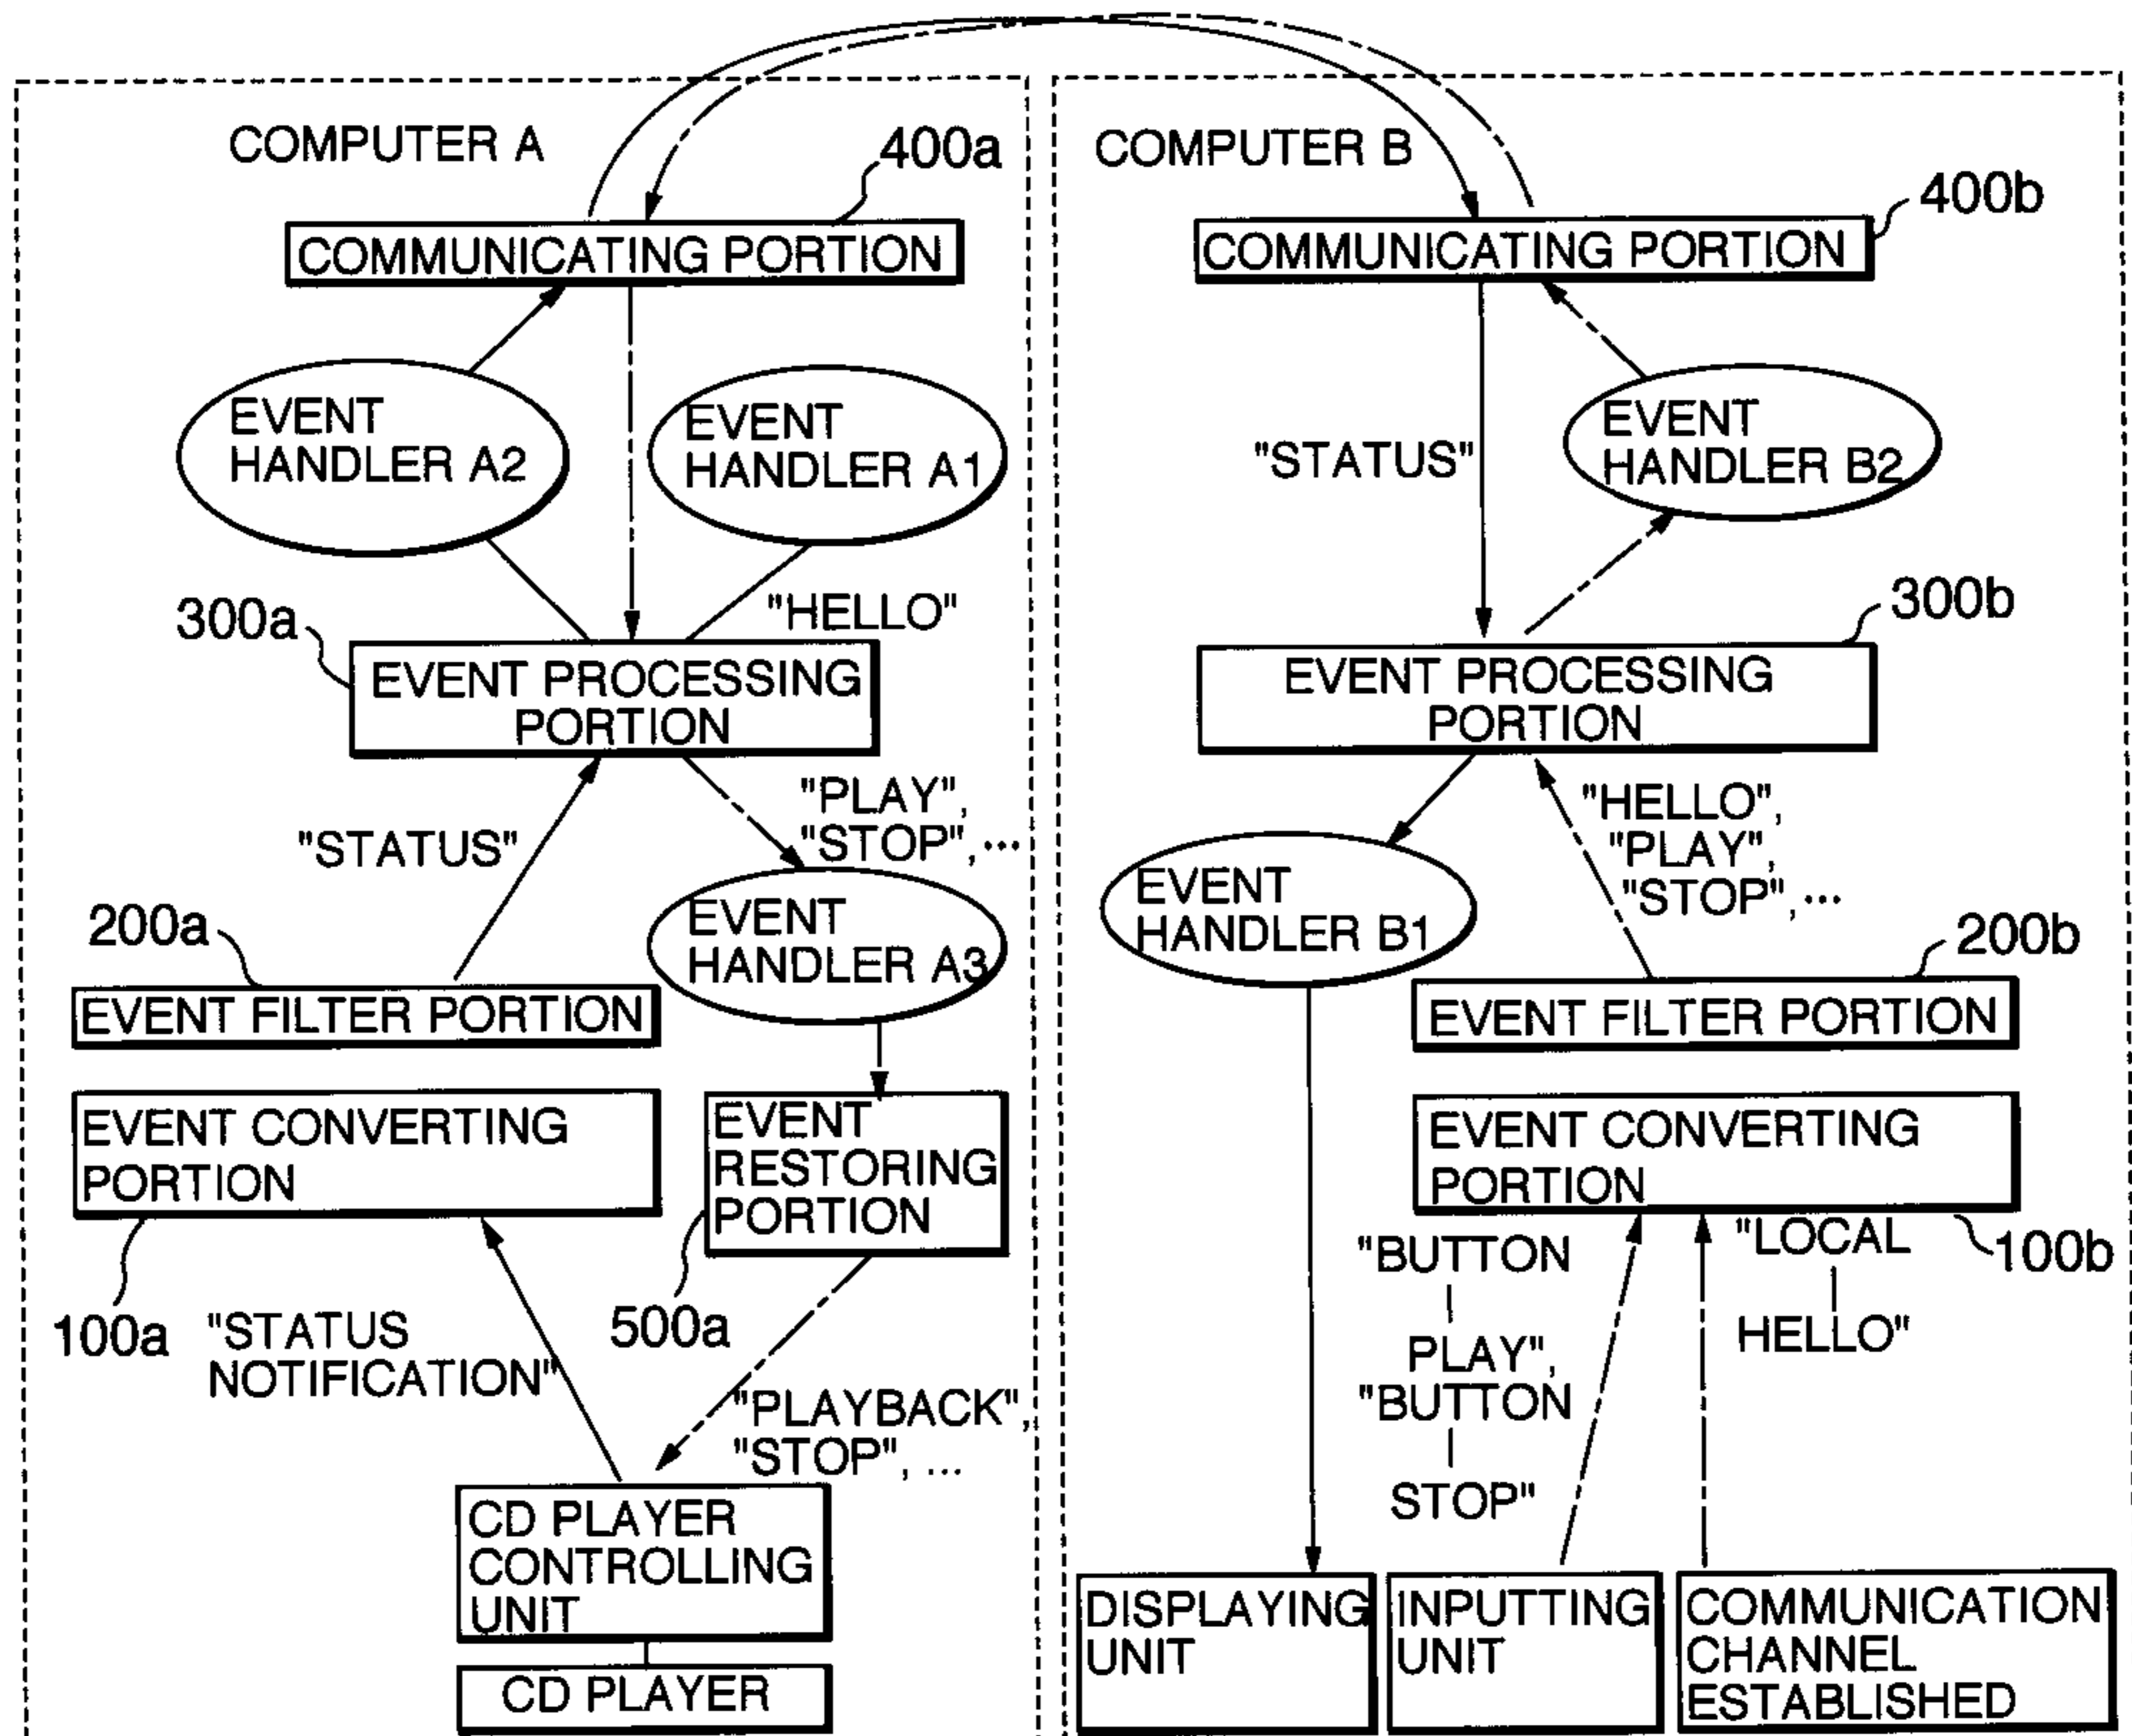 COMPUTER A
400a
COMMUNICATING PORTION
EVENT
HANDLER A2
EVENT
HANDLER A1
"HELLO"
300a
EVENT PROCESSING
PORTION
"STATUS"
"PLAY",
"STOP",...
200a
EVENT FILTER PORTION
EVENT
HANDLER A3
EVENT CONVERTING
PORTION
100a
EVENT
RESTORING
PORTION
500a
"STATUS
NOTIFICATION"
"PLAYBACK",
"STOP", ...
CD PLAYER
CONTROLLING
UNIT
CD PLAYER
COMPUTER B
400b
COMMUNICATING PORTION
"STATUS"
EVENT
HANDLER B2
300b
EVENT PROCESSING
PORTION
"HELLO",
"PLAY",
"STOP",...
EVENT
HANDLER B1
200b
EVENT FILTER PORTION
EVENT CONVERTING
PORTION
100b
"BUTTON
|
PLAY",
"BUTTON
|
STOP"
"LOCAL
|
HELLO"
DISPLAYING
UNIT
INPUTTING
UNIT
COMMUNICATION
CHANNEL
ESTABLISHED